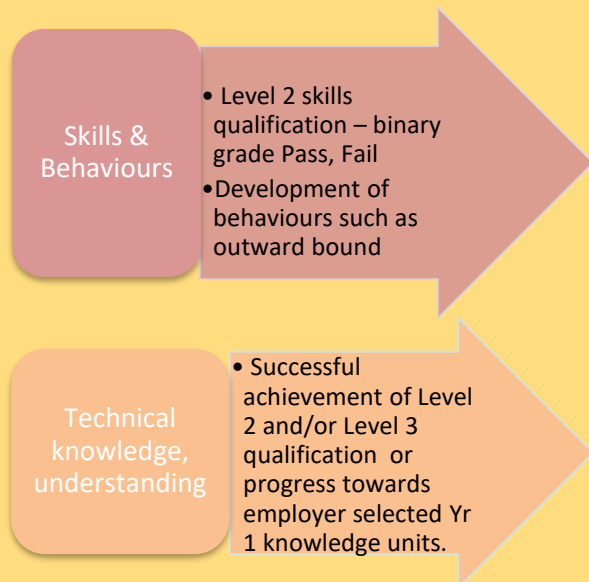 Skills &
Behaviours
• Level 2 skills
qualification – binary
grade Pass, Fail
•Development of
behaviours such as
outward bound
Technical
knowledge,
understanding
• Successful
achievement of Level
2 and/or Level 3
qualification or
progress towards
employer selected Yr
1 knowledge units.